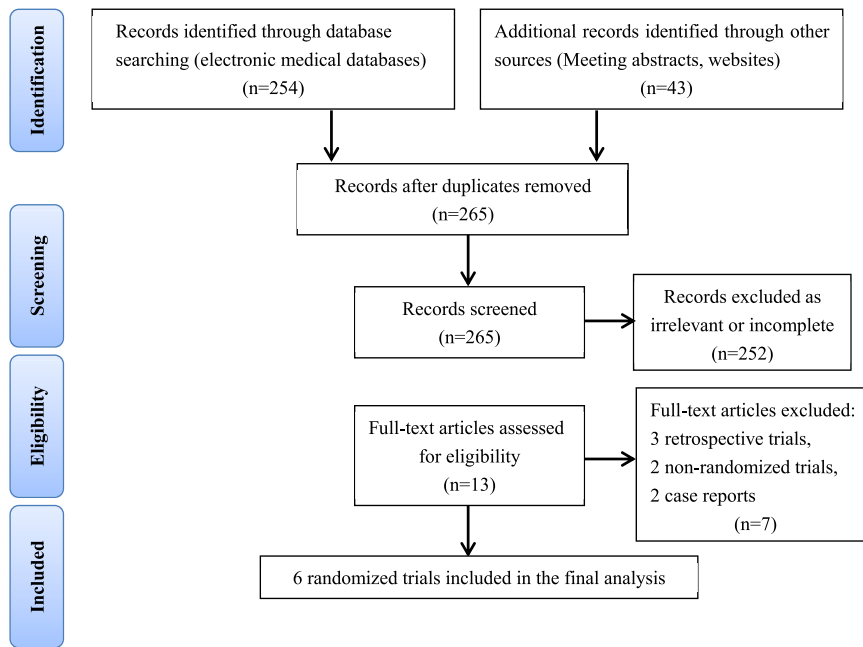 Identification
Records identified through database
searching (electronic medical databases)
(n=254)
Additional records identified through other
sources (Meeting abstracts, websites)
(n=43)
Records after duplicates removed
(n=265)
Screening
Records screened
(n=265)
Records excluded as
irrelevant or incomplete
(n=252)
Eligibility
Full-text articles assessed
for eligibility
(n=13)
Full-text articles excluded:
3 retrospective trials,
2 non-randomized trials,
2 case reports
(n=7)
Included
6 randomized trials included in the final analysis